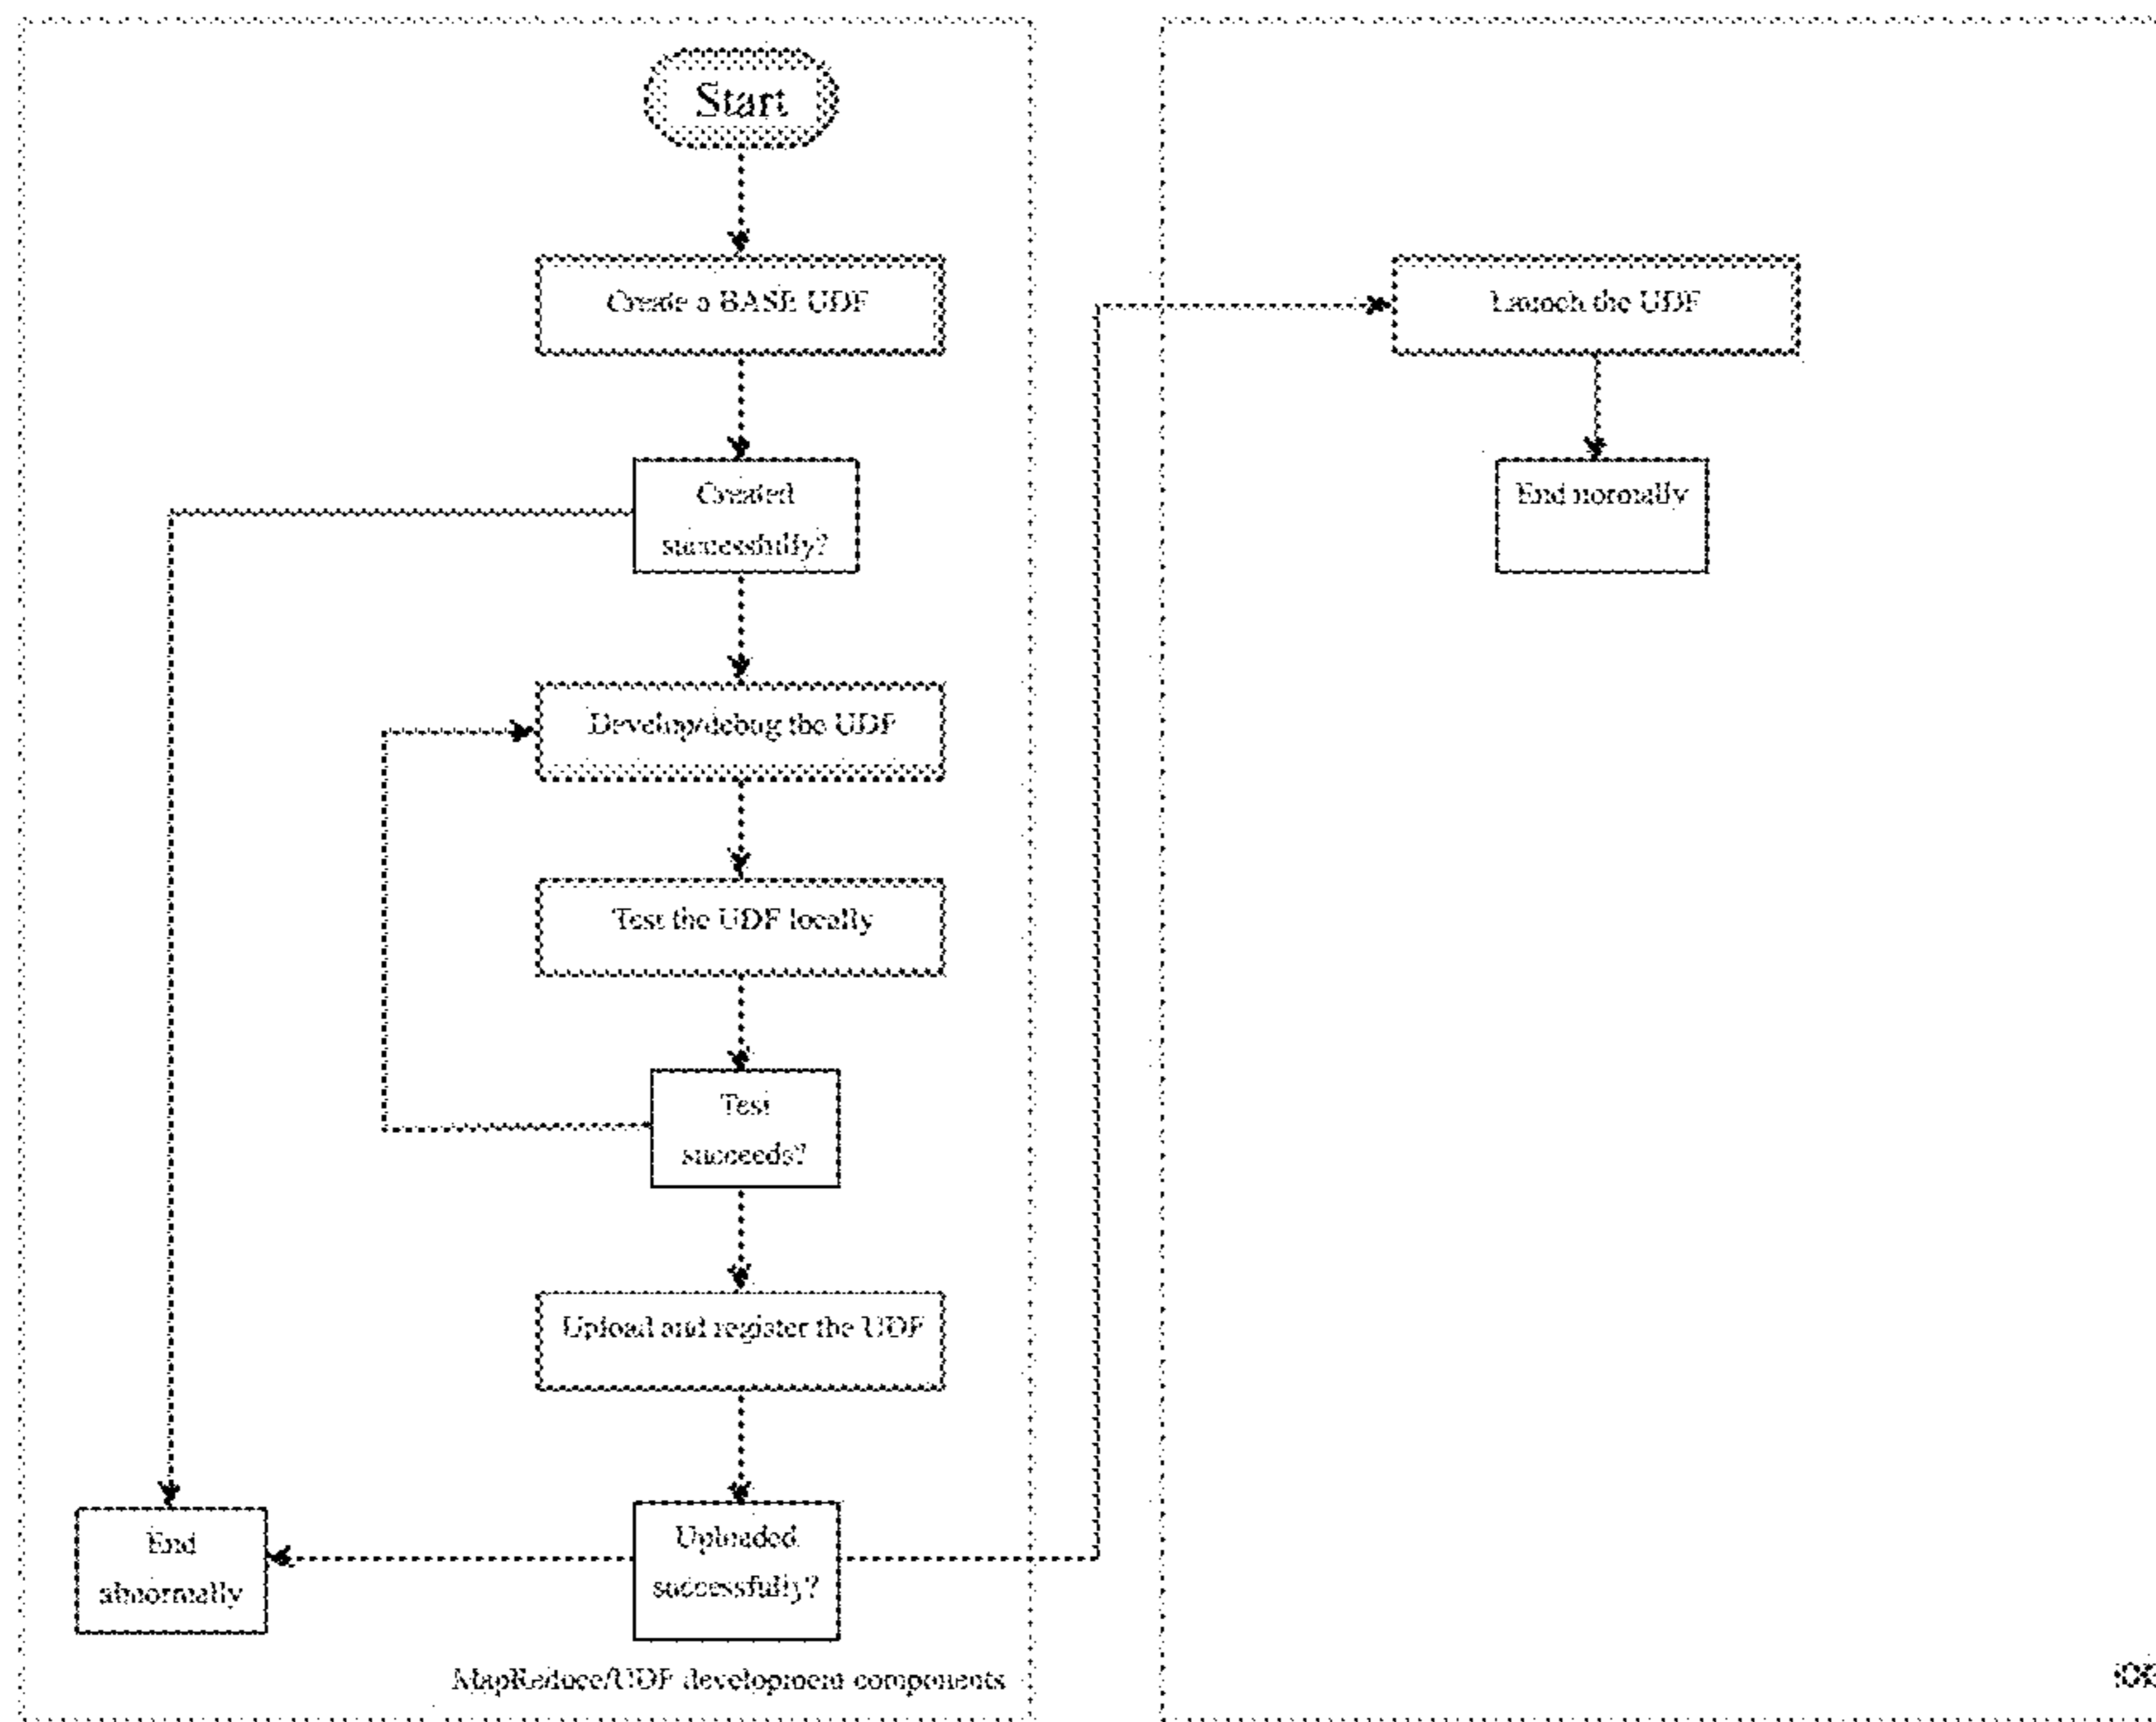 Start
Create a BASE UDF
Created
successfully?
Develop/debug the UDF
Test the UDF locally
Test
succeeds?
Upload and register the UDF
Uploaded
successfully?
End
abnormally
MapReduce/UDF development components
Launch the UDF
End normally